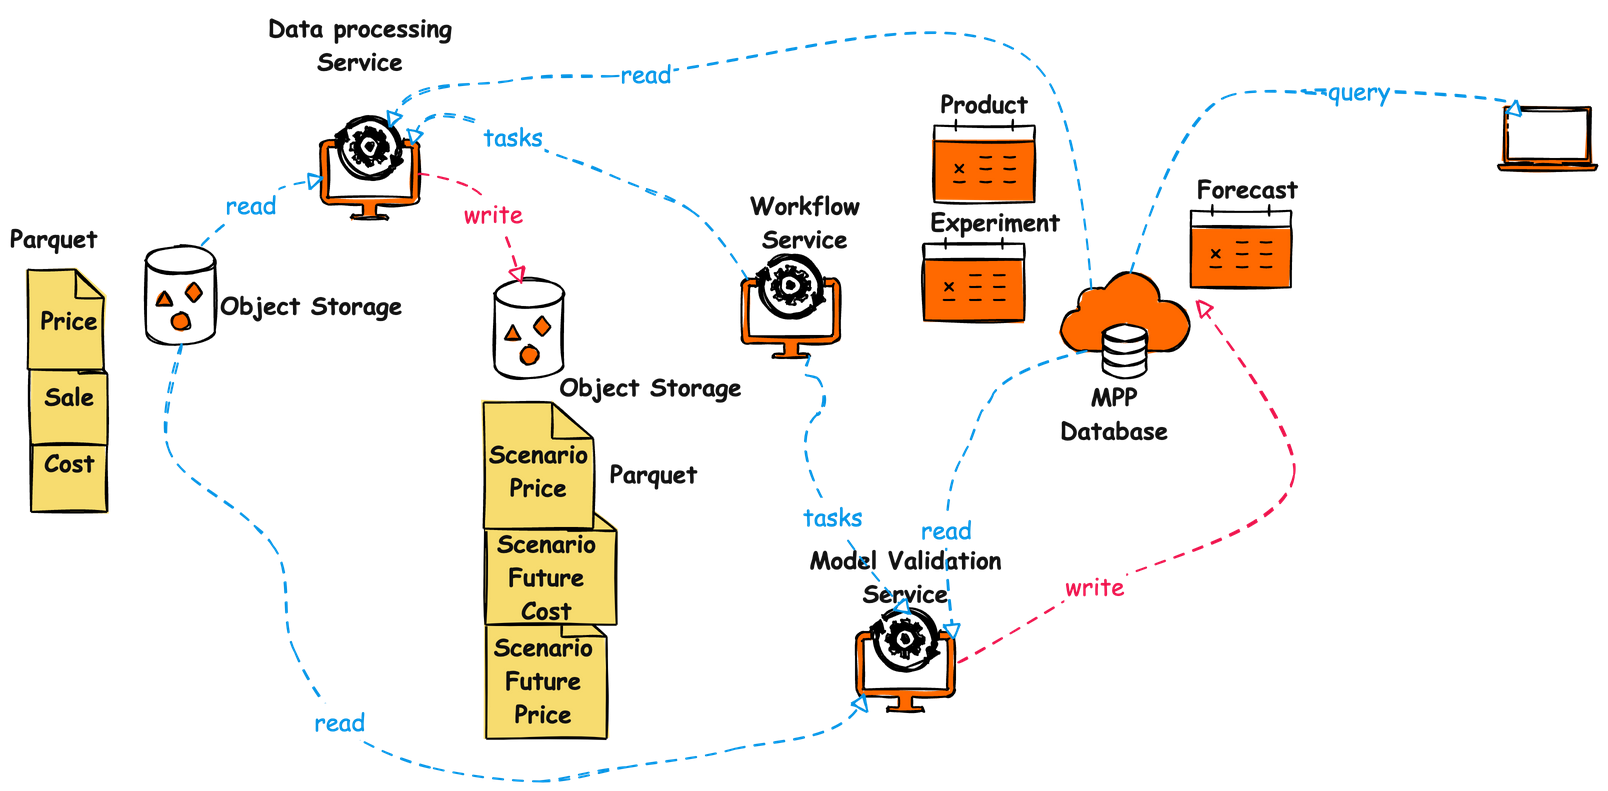 Data processing
Service
read
query
Product
tasks
Forecast
read
write
Workflow
Service
Experiment
Parquet
Object Storage
Price
Sale
Cost
Object Storage
MPP
Database
Scenario
Price
Parquet
tasks
read
Scenario
Future
Cost
Model Validation
Service
write
Scenario
Future
Price
read